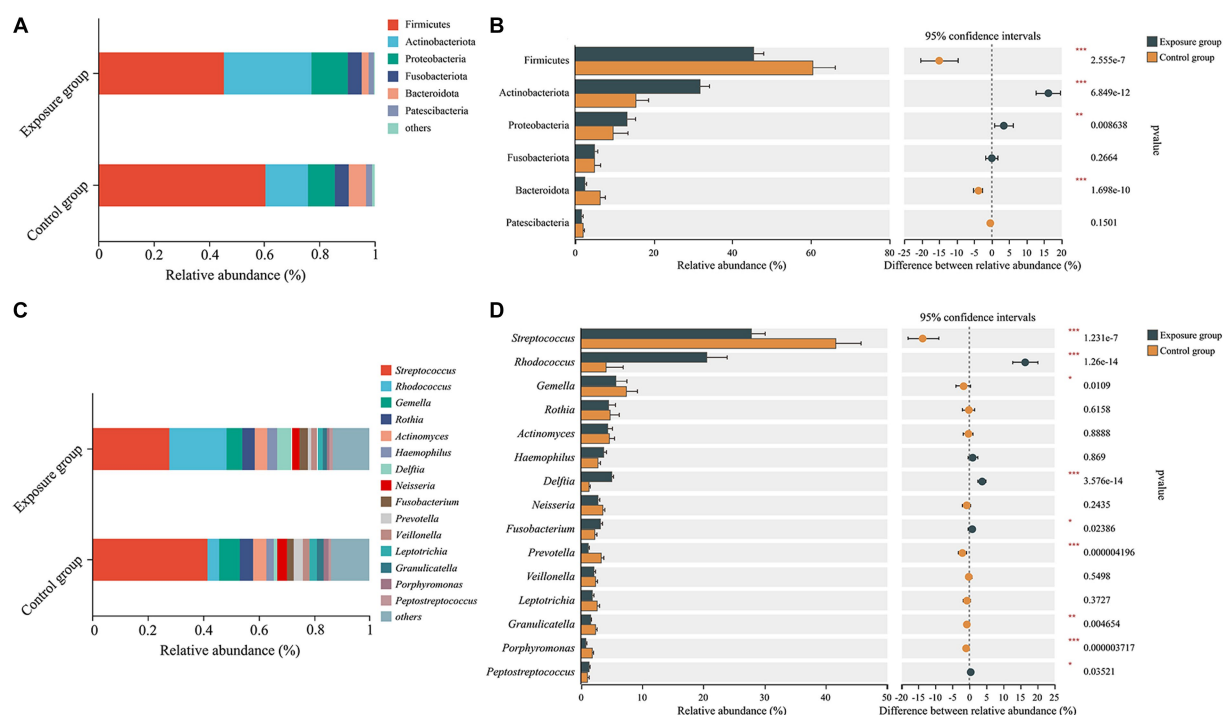 A
Exposure group
Control group
0
0.2
0.4
0.6
0.8
1
Relative abundance (%)
Firmicutes
Actinobacteriota
Proteobacteria
Fusobacteriota
Bacteroidota
Patescibacteria
others
B
95% confidence intervals
Exposure group
Control group
Firmicutes
*** 2.555e-7
Actinobacteriota
*** 6.849e-12
Proteobacteria
** 0.008638
Fusobacteriota
0.2664
Bacteroidota
*** 1.698e-10
Patescibacteria
0.1501
pvalue
0 20 40 60 80
-25 -20 -15 -10 -5 0 5 10 15 20
Relative abundance (%)
Difference between relative abundance (%)
C
Exposure group
Control group
0 0.2 0.4 0.6 0.8 1
Relative abundance (%)
Streptococcus
Rhodococcus
Gemella
Rothia
Actinomyces
Haemophilus
Delftia
Neisseria
Fusobacterium
Prevotella
Veillonella
Leptotrichia
Granulicatella
Porphyromonas
Peptostreptococcus
others
D
95% confidence intervals
Exposure group
Control group
Streptococcus
*** 1.231e-7
Rhodococcus
*** 1.26e-14
Gemella
* 0.0109
Rothia
0.6158
Actinomyces
0.8888
Haemophilus
0.869
Delftia
*** 3.576e-14
Neisseria
0.2435
Fusobacterium
* 0.02386
Prevotella
*** 0.000004196
Veillonella
0.5498
Leptotrichia
0.3727
Granulicatella
** 0.004654
Porphyromonas
*** 0.000003717
Peptostreptococcus
* 0.03521
pvalue
0 10 20 30 40 50
-20 -15 -10 -5 0 5 10 15 20 25
Relative abundance (%)
Difference between relative abundance (%)